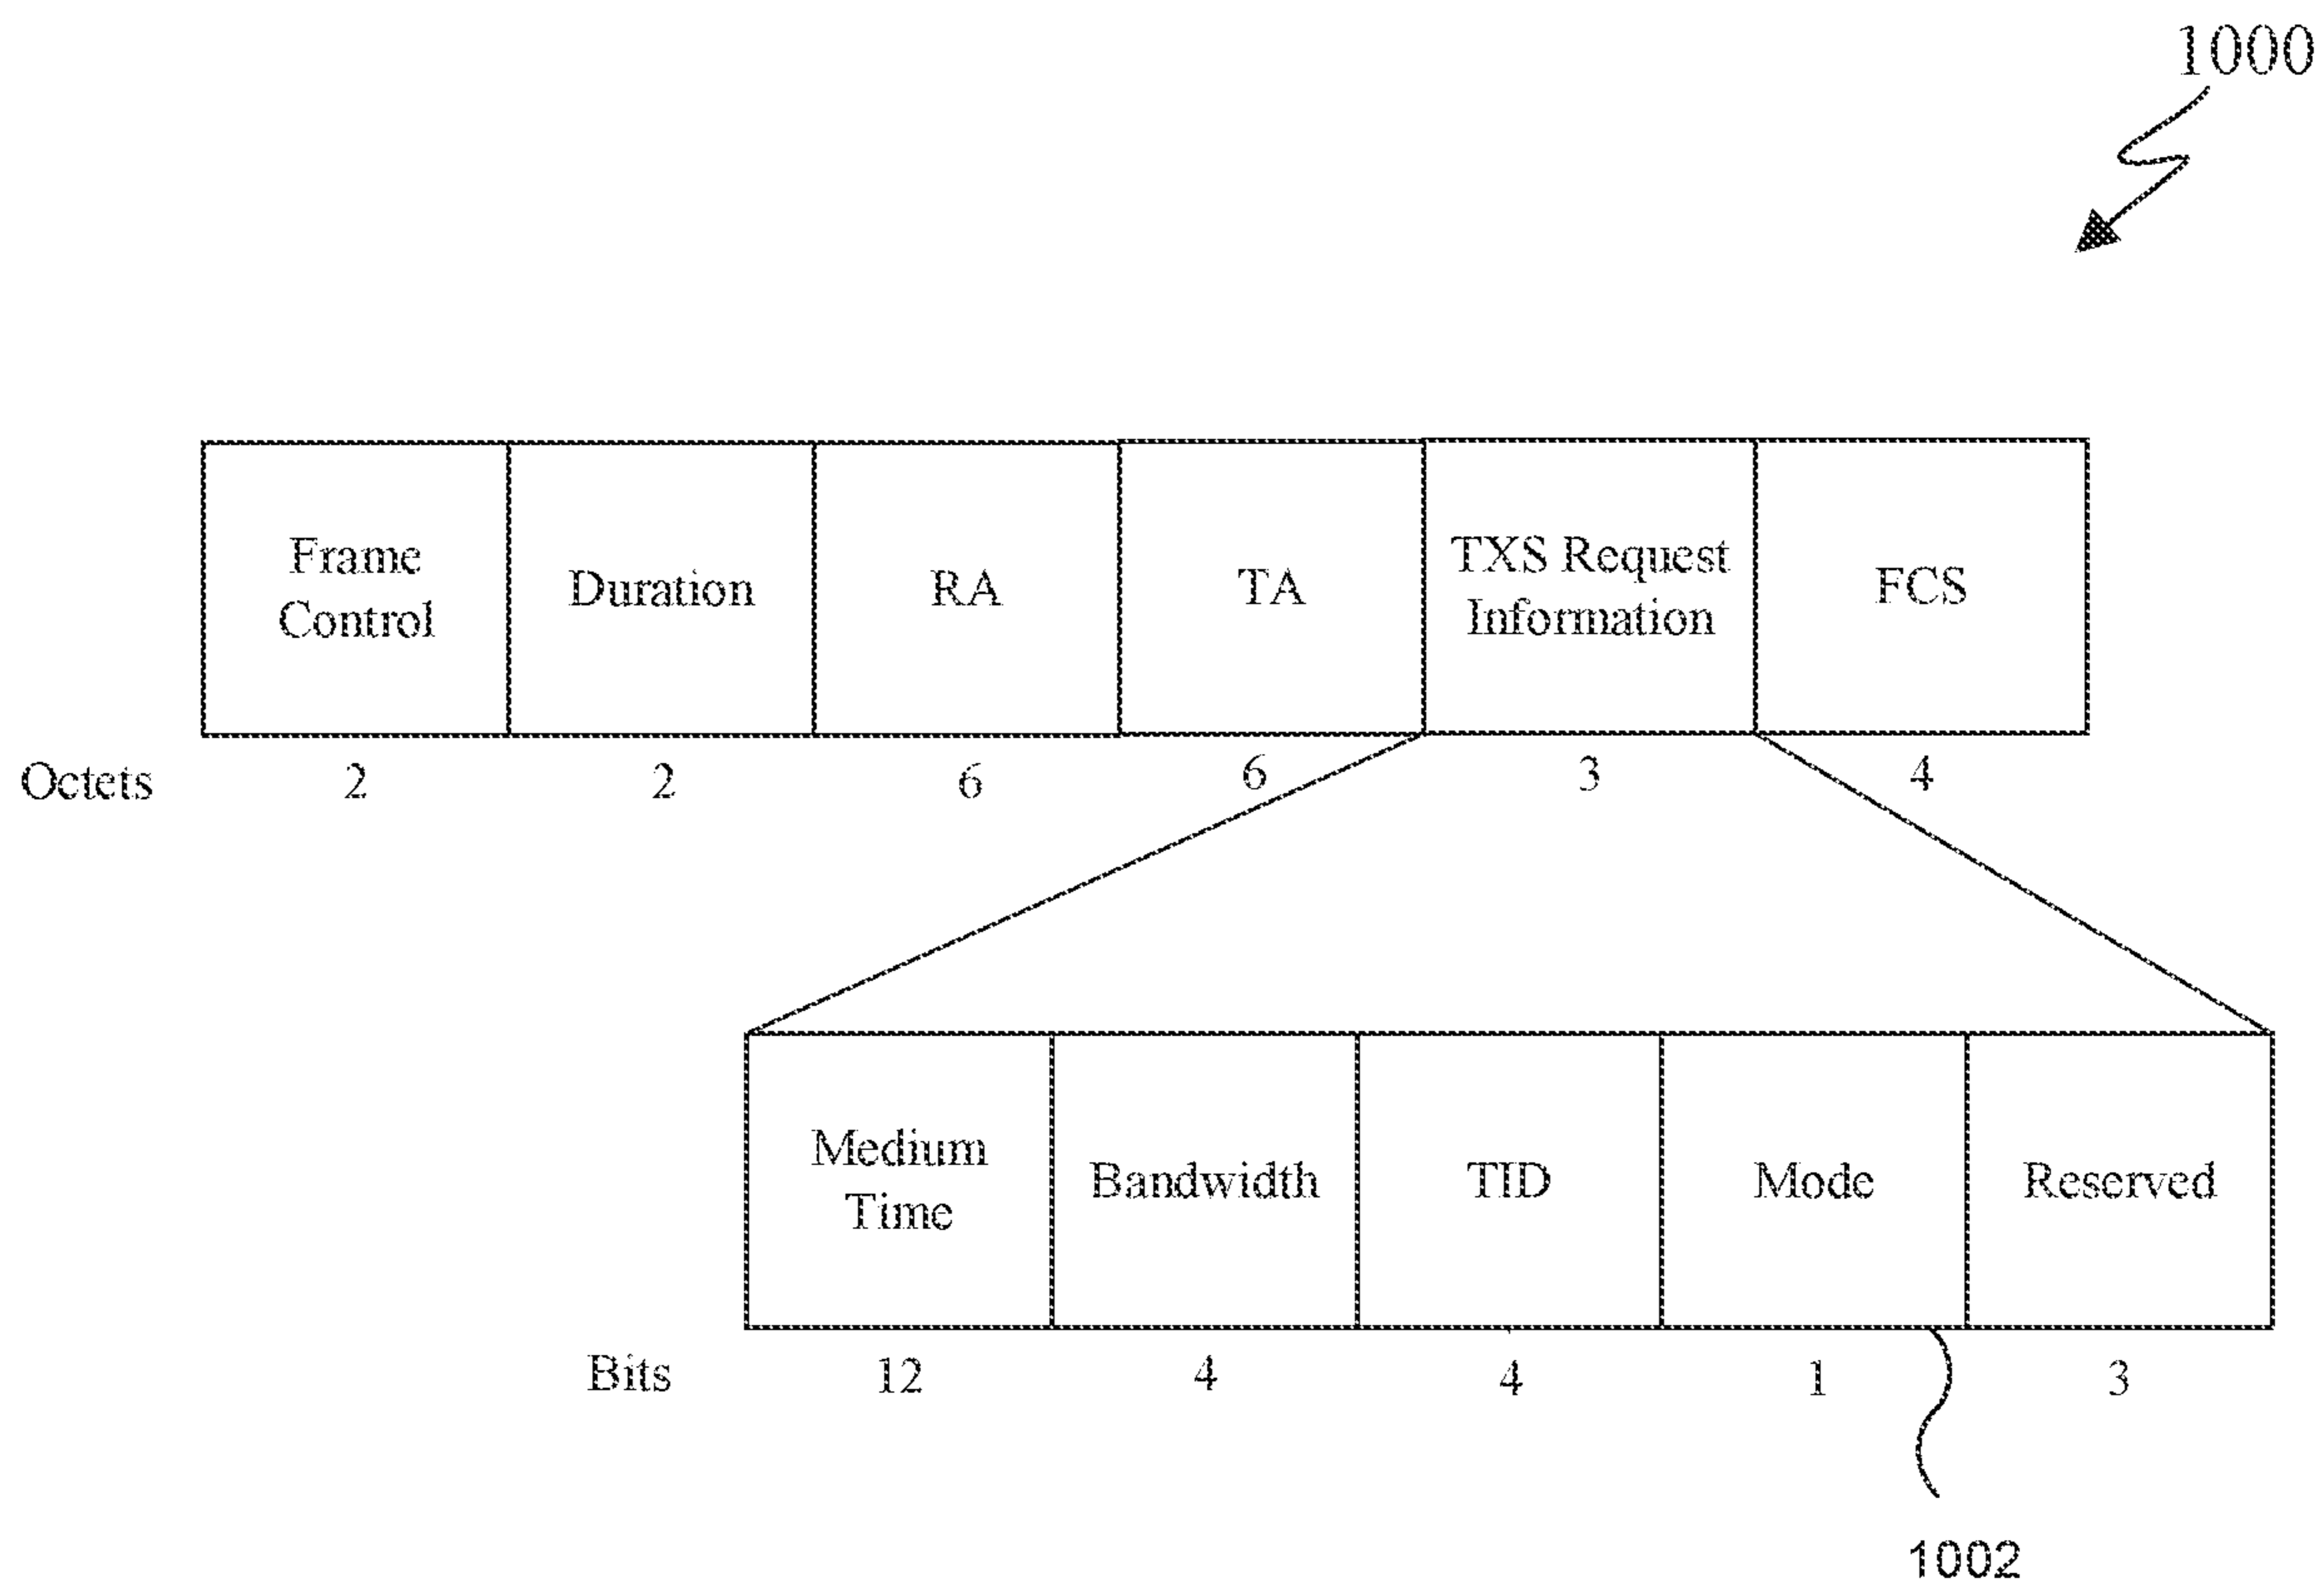 1000
Frame
Control
Duration
RA
TA
TXS Request
Information
FCS
Octets 2 2 6 6 3 4
Medium
Time
Bandwidth
TID
Mode
Reserved
Bits 12 4 4 1 3
1002